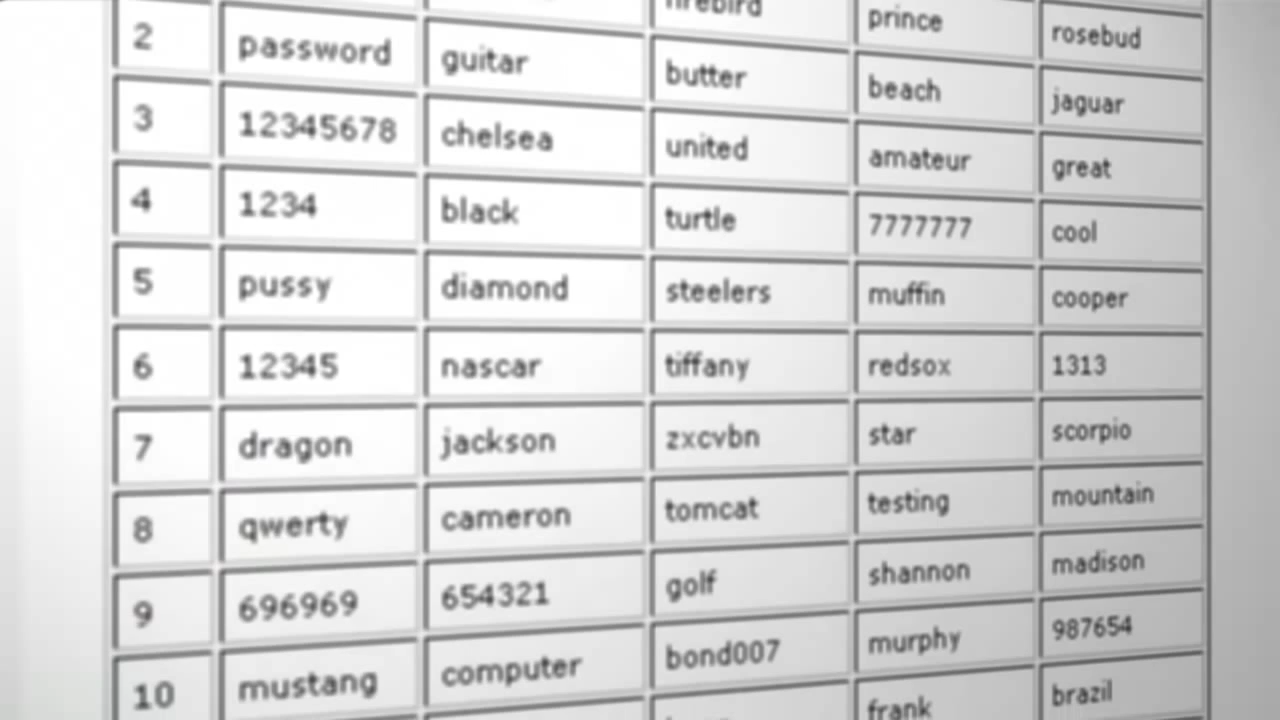 firebird prince rosebud
2 password guitar butter beach jaguar
3 12345678 chelsea united amateur great
4 1234 black turtle 7777777 cool
5 pussy diamond steelers muffin cooper
6 12345 nascar tiffany redsox 1313
7 dragon jackson zxcvbn star scorpio
8 qwerty cameron tomcat testing mountain
9 696969 654321 golf shannon madison
10 mustang computer bond007 murphy 987654
frank brazil